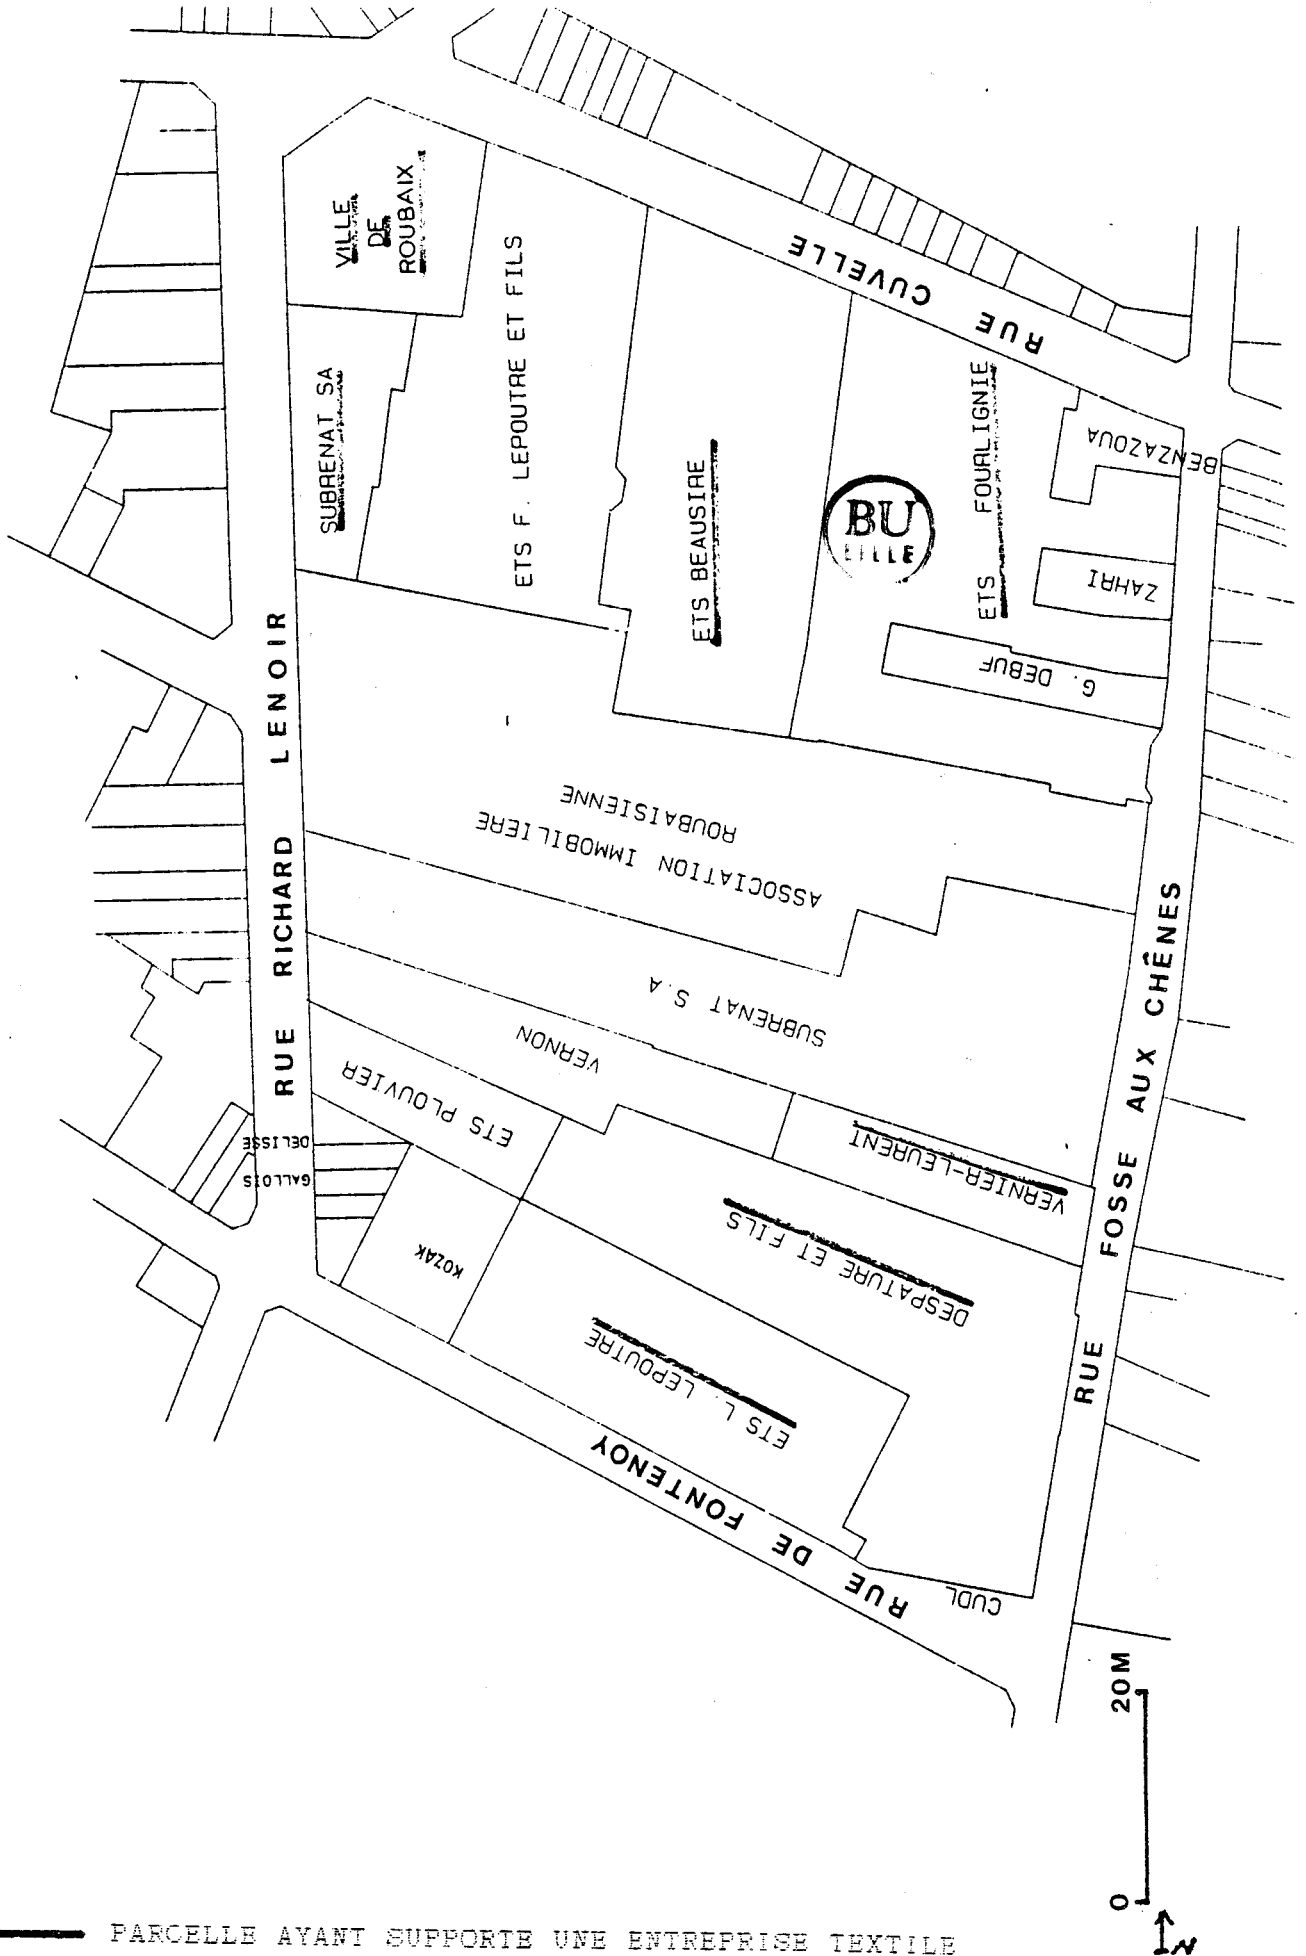 VILLE
DE
ROUBAIX
SUBRENAT SA
ETS F. LEPOUTRE ET FILS
ETS BEAUSIRE
BU
LILLE
ETS FOURLIGNIE
RUE CUVELLE
BENZAZOUA
ZAHRI
G. DEBUF
RUE RICHARD LENOIR
ASSOCIATION IMMOBILIERE
ROUBAISIENNE
SUBRENAT S.A
VERNON
ETS PLOUVIER
DELISSE
GALLOIS
KOZAK
VERNIER-LEURENT
DESPATURE ET FILS
ETS L. LEPOUTRE
RUE FOSSE AUX CHÊNES
RUE DE FONTENOY
CUDL
0 20M
N
PARCELLE AYANT SUPPORTE UNE ENTREPRISE TEXTILE